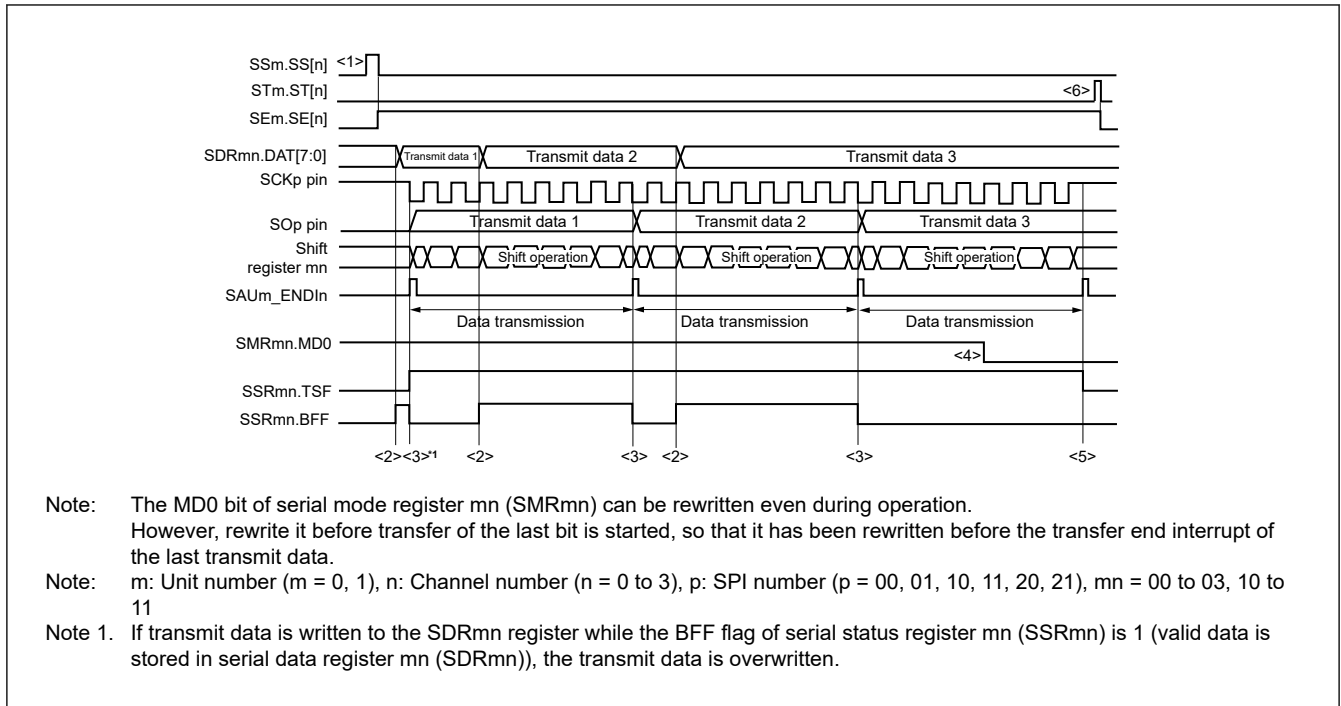 SSm.SS[n] <1>
STm.ST[n] <6>
SEm.SE[n]
SDRmn.DAT[7:0] Transmit data 1 Transmit data 2 Transmit data 3
SCKp pin
SOp pin Transmit data 1 Transmit data 2 Transmit data 3
Shift
register mn Shift operation Shift operation Shift operation
SAUm_ENDIn
Data transmission Data transmission Data transmission
SMRmn.MD0 <4>
SSRmn.TSF
SSRmn.BFF
<2><3>*1 <2> <3> <2> <3> <5>
Note: The MD0 bit of serial mode register mn (SMRmn) can be rewritten even during operation.
However, rewrite it before transfer of the last bit is started, so that it has been rewritten before the transfer end interrupt of
the last transmit data.
Note: m: Unit number (m = 0, 1), n: Channel number (n = 0 to 3), p: SPI number (p = 00, 01, 10, 11, 20, 21), mn = 00 to 03, 10 to
11
Note 1. If transmit data is written to the SDRmn register while the BFF flag of serial status register mn (SSRmn) is 1 (valid data is
stored in serial data register mn (SDRmn)), the transmit data is overwritten.